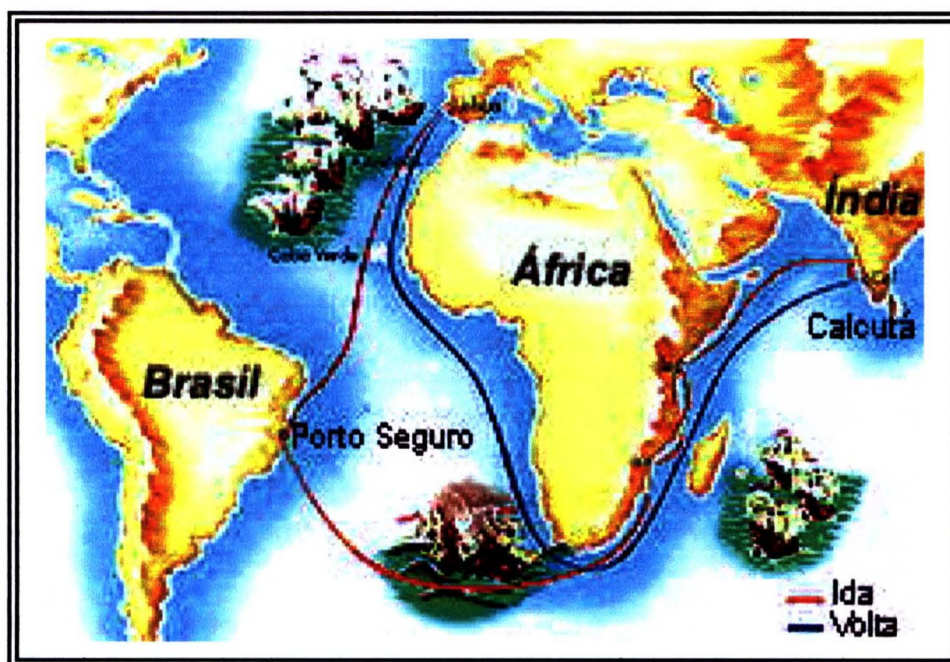 Cabo Verde
África
Índia
Calcutá
Brasil
Porto Seguro
Ida
Volta